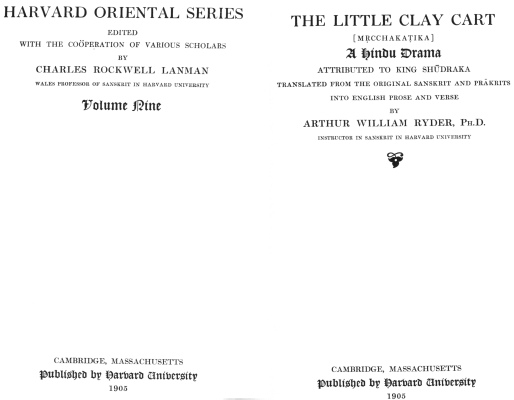 HARVARD ORIENTAL SERIES
EDITED
WITH THE COÖPERATION OF VARIOUS SCHOLARS
BY
CHARLES ROCKWELL LANMAN
WALES PROFESSOR OF SANSKRIT IN HARVARD UNIVERSITY
Volume Nine
CAMBRIDGE, MASSACHUSETTS
Published by Harvard University
1905
THE LITTLE CLAY CART
[MṚCCHAKAṬIKA]
A Hindu Drama
ATTRIBUTED TO KING SHŪDRAKA
TRANSLATED FROM THE ORIGINAL SANSKRIT AND PRĀKRITS
INTO ENGLISH PROSE AND VERSE
BY
ARTHUR WILLIAM RYDER, PH.D.
INSTRUCTOR IN SANSKRIT IN HARVARD UNIVERSITY
CAMBRIDGE, MASSACHUSETTS
Published by Harvard University
1905